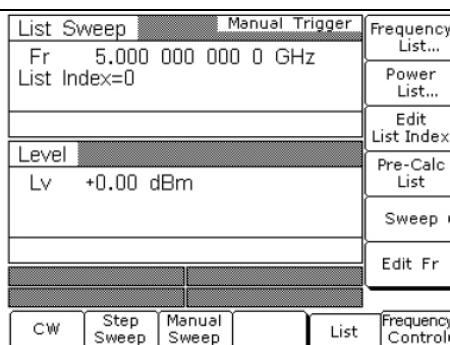 List Sweep Manual Trigger
Fr 5.000 000 000 0 GHz
List Index=0
Level
Lv +0.00 dBm
Frequency
List...
Power
List...
Edit
List Index
Pre-Calc
List
Sweep
Edit Fr
CW
Step
Sweep
Manual
Sweep
List
Frequency
Control